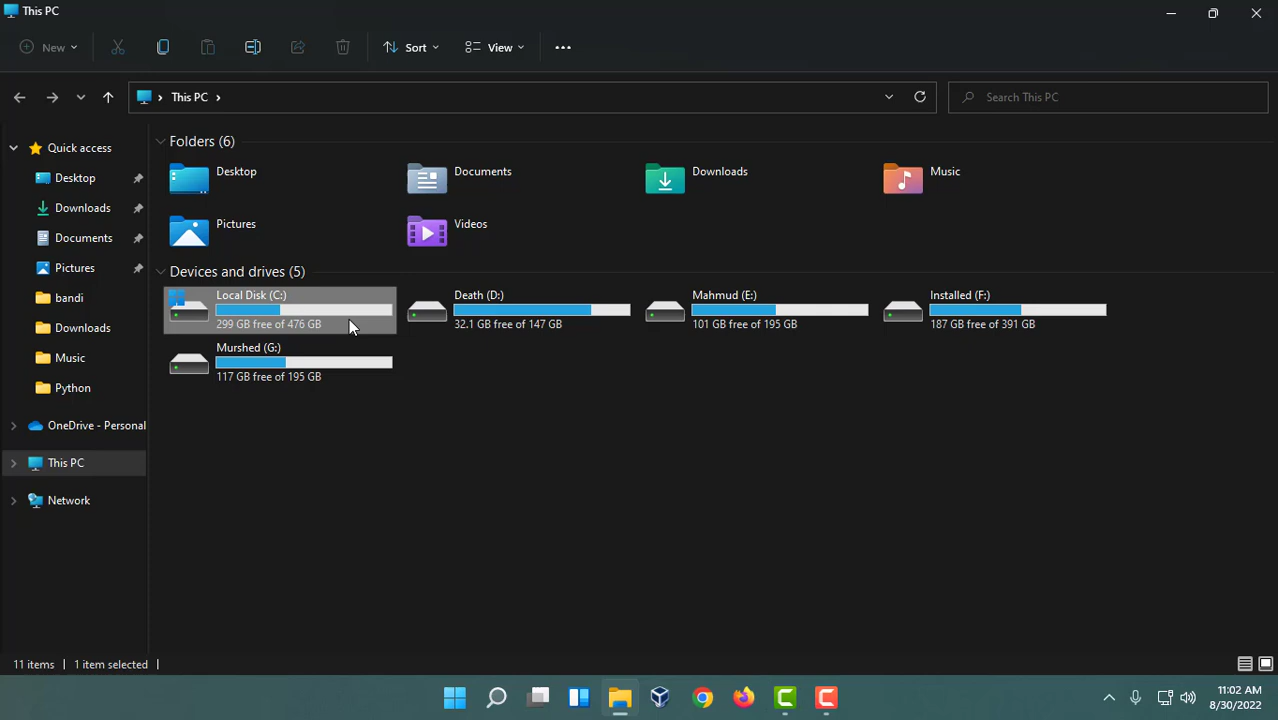 This PC
New
Sort
View
This PC
Search This PC
Quick access
Desktop
Downloads
Documents
Pictures
bandi
Downloads
Music
Python
OneDrive - Personal
This PC
Network
Folders (6)
Desktop
Documents
Downloads
Music
Pictures
Videos
Devices and drives (5)
Local Disk (C:)
299 GB free of 476 GB
Death (D:)
32.1 GB free of 147 GB
Mahmud (E:)
101 GB free of 195 GB
Installed (F:)
187 GB free of 391 GB
Murshed (G:)
117 GB free of 195 GB
11 items
1 item selected
11:02 AM
8/30/2022